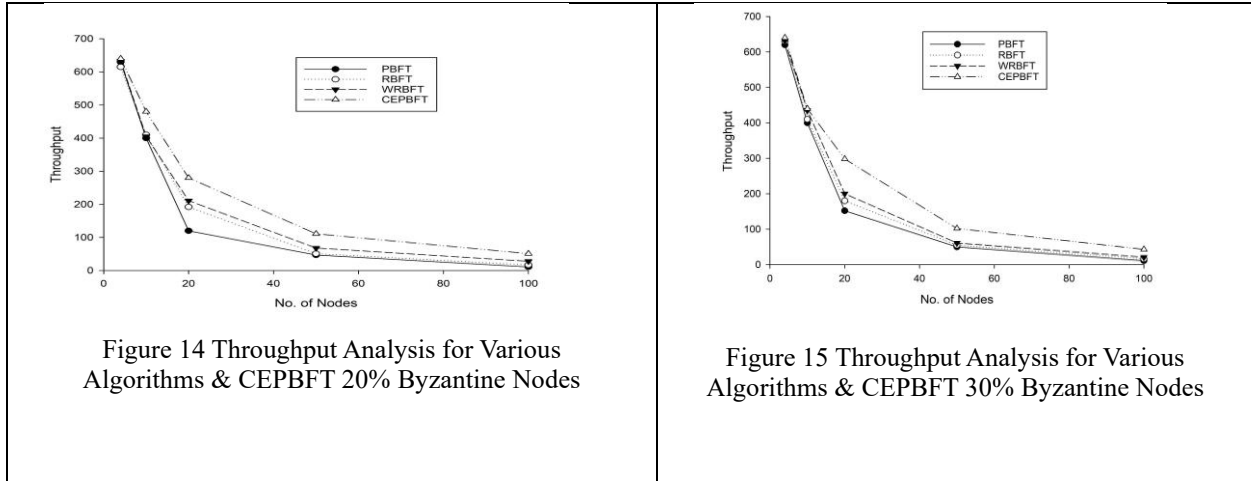 700
600
500
400
300
200
100
0
Throughput
PBFT
RBFT
WRBFT
CEPBFT
0 20 40 60 80 100
No. of Nodes
Figure 14 Throughput Analysis for Various
Algorithms & CEPBFT 20% Byzantine Nodes
700
600
500
400
300
200
100
0
Throughput
PBFT
RBFT
WRBFT
CEPBFT
0 20 40 60 80 100
No. of Nodes
Figure 15 Throughput Analysis for Various
Algorithms & CEPBFT 30% Byzantine Nodes